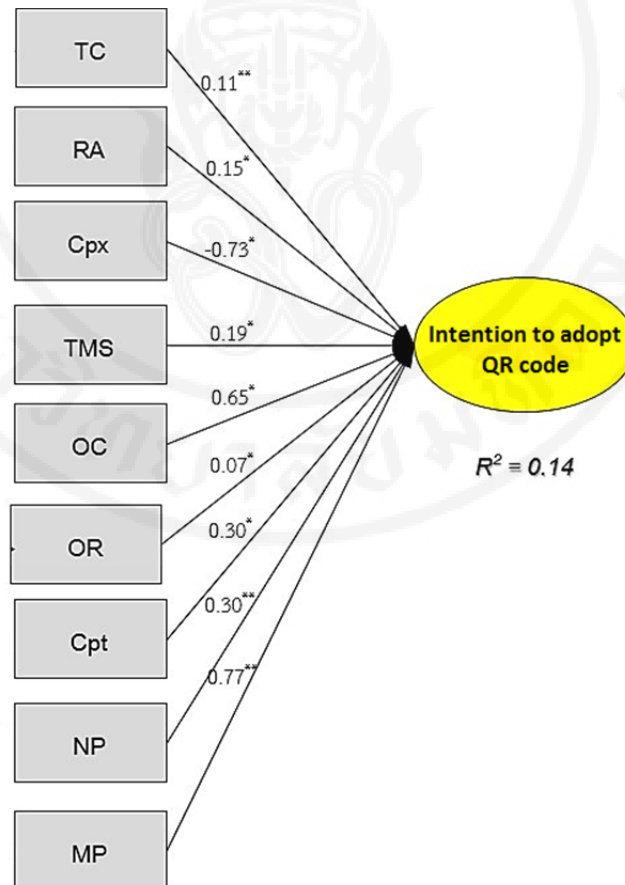 TC
0.11**
RA
0.15*
Cpx
-0.73*
TMS
0.19*
Intention to adopt
QR code
OC
0.65*
R² = 0.14
OR
0.07*
0.30*
Cpt
0.30**
NP
0.77**
MP